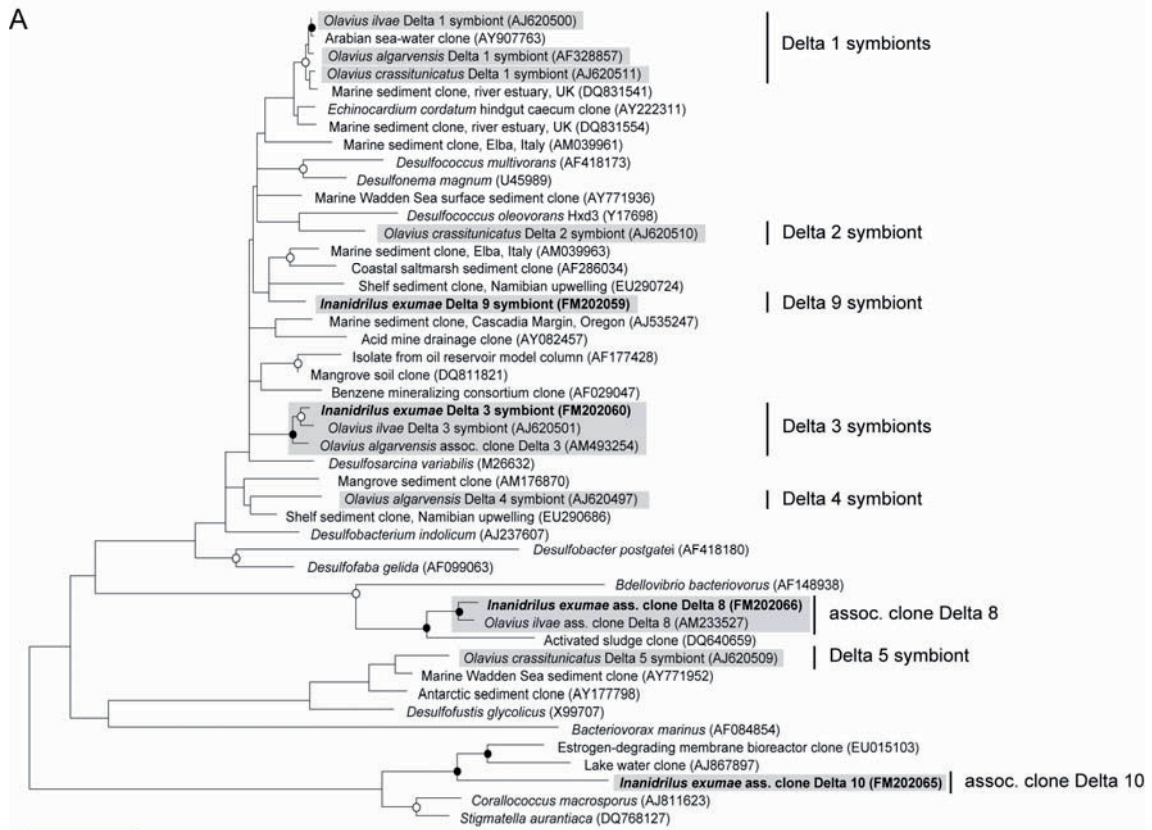 A
Olavius ilvae Delta 1 symbiont (AJ620500)
Arabian sea-water clone (AY907763)
Delta 1 symbionts
Olavius algarvensis Delta 1 symbiont (AF328857)
Olavius crassitunicatus Delta 1 symbiont (AJ620511)
Marine sediment clone, river estuary, UK (DQ831541)
Echinocardium cordatum hindgut caecum clone (AY222311)
Marine sediment clone, river estuary, UK (DQ831554)
Marine sediment clone, Elba, Italy (AM039961)
Desulfococcus multivorans (AF418173)
Desulfonema magnum (U45989)
Marine Wadden Sea surface sediment clone (AY771936)
Desulfococcus oleovorans Hxd3 (Y17698)
Olavius crassitunicatus Delta 2 symbiont (AJ620510)
Delta 2 symbiont
Marine sediment clone, Elba, Italy (AM039963)
Coastal saltmarsh sediment clone (AF286034)
Shelf sediment clone, Namibian upwelling (EU290724)
Inanidrilus exumae Delta 9 symbiont (FM202059)
Delta 9 symbiont
Marine sediment clone, Cascadia Margin, Oregon (AJ535247)
Acid mine drainage clone (AY082457)
Isolate from oil reservoir model column (AF177428)
Mangrove soil clone (DQ811821)
Benzene mineralizing consortium clone (AF029047)
Inanidrilus exumae Delta 3 symbiont (FM202060)
Olavius ilvae Delta 3 symbiont (AJ620501)
Delta 3 symbionts
Olavius algarvensis assoc. clone Delta 3 (AM493254)
Desulfosarcina variabilis (M26632)
Mangrove sediment clone (AM176870)
Olavius algarvensis Delta 4 symbiont (AJ620497)
Delta 4 symbiont
Shelf sediment clone, Namibian upwelling (EU290686)
Desulfobacterium indolicum (AJ237607)
Desulfobacter postgatei (AF418180)
Desulfofaba gelida (AF099063)
Bdellovibrio bacteriovorus (AF148938)
Inanidrilus exumae ass. clone Delta 8 (FM202066)
assoc. clone Delta 8
Olavius ilvae ass. clone Delta 8 (AM233527)
Activated sludge clone (DQ640659)
Olavius crassitunicatus Delta 5 symbiont (AJ620509)
Delta 5 symbiont
Marine Wadden Sea sediment clone (AY771952)
Antarctic sediment clone (AY177798)
Desulfofustis glycolicus (X99707)
Bacteriovorax marinus (AF084854)
Estrogen-degrading membrane bioreactor clone (EU015103)
Lake water clone (AJ867897)
Inanidrilus exumae ass. clone Delta 10 (FM202065)
assoc. clone Delta 10
Corallococcus macrosporus (AJ811623)
Stigmatella aurantiaca (DQ768127)